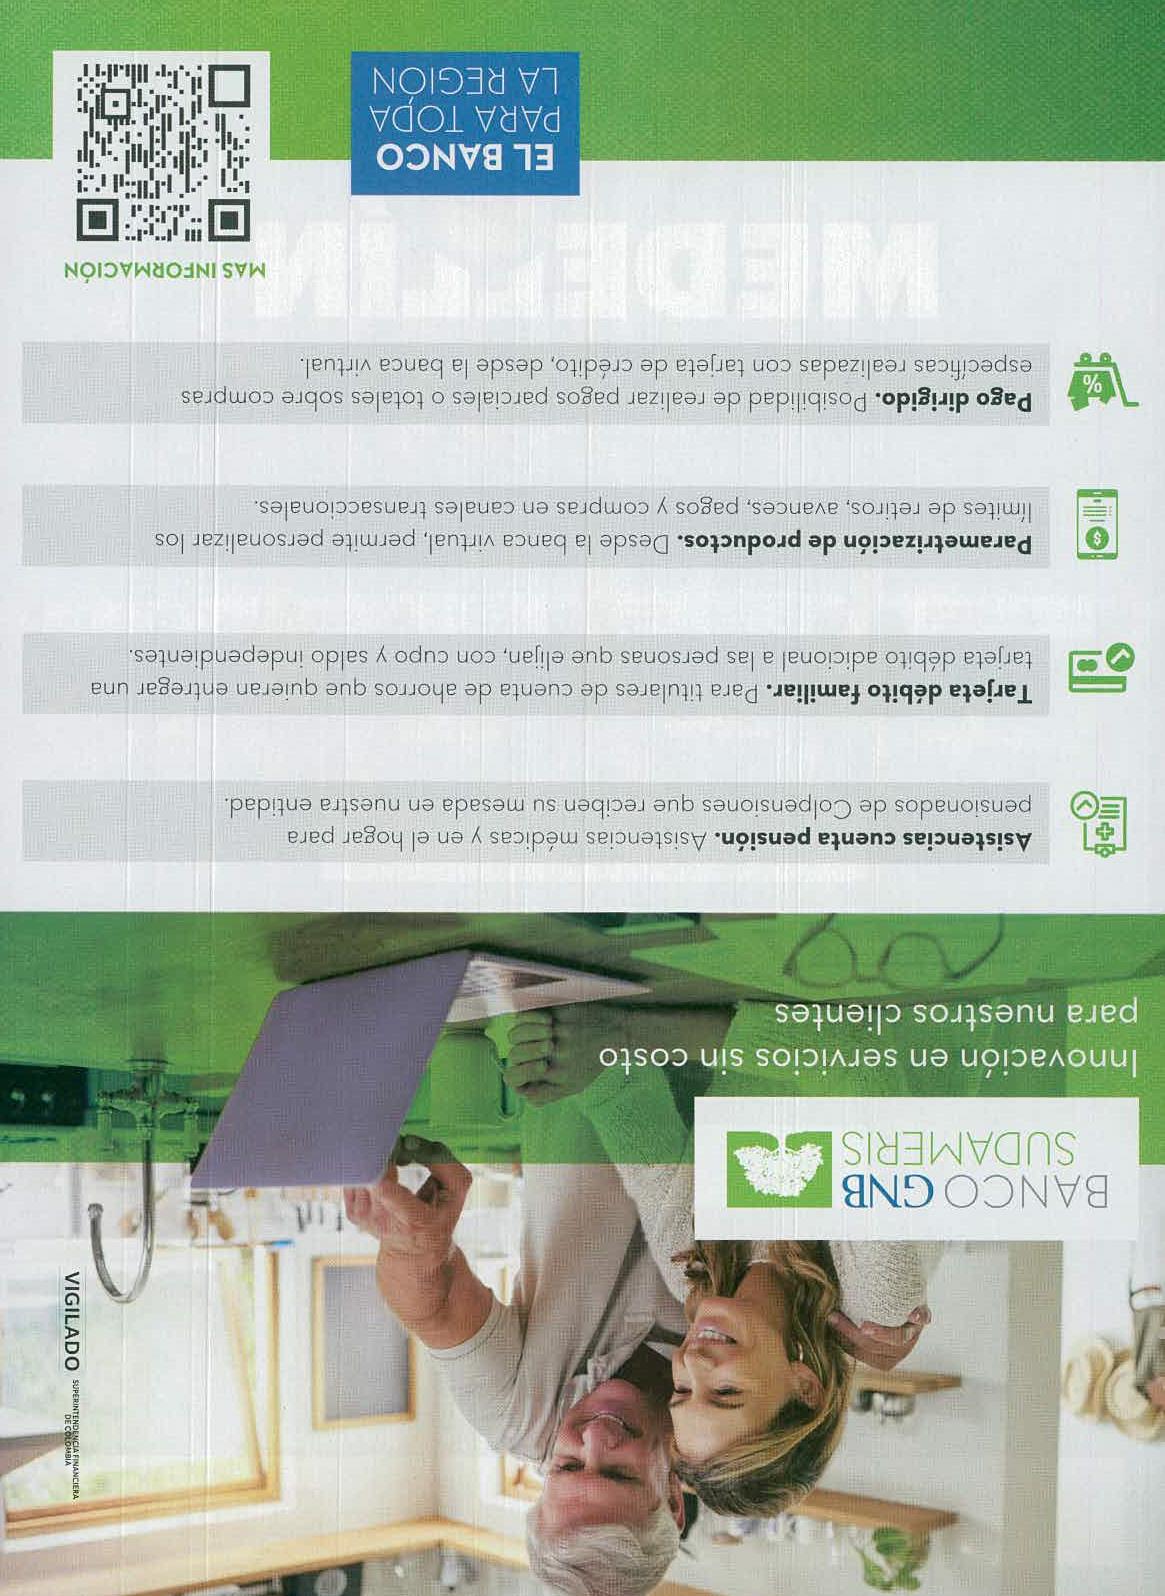 VIGILADO
SUPERINTENDENCIA FINANCIERA
DE COLOMBIA
BANCO GNB
SUDAMERIS
Innovación en servicios sin costo
para nuestros clientes
Asistencias cuenta pensión. Asistencias médicas y en el hogar para
pensionados de Colpensiones que reciben su mesada en nuestra entidad.
Tarjeta débito familiar. Para titulares de cuenta de ahorros que quieran entregar una
tarjeta débito adicional a las personas que elijan, con cupo y saldo independientes.
Parametrización de productos. Desde la banca virtual, permite personalizar los
límites de retiros, avances, pagos y compras en canales transaccionales.
Pago dirigido. Posibilidad de realizar pagos parciales o totales sobre compras
específicas realizadas con tarjeta de crédito, desde la banca virtual.
MEDELLÍN
MAS INFORMACIÓN
EL BANCO
PARA TODA
LA REGIÓN